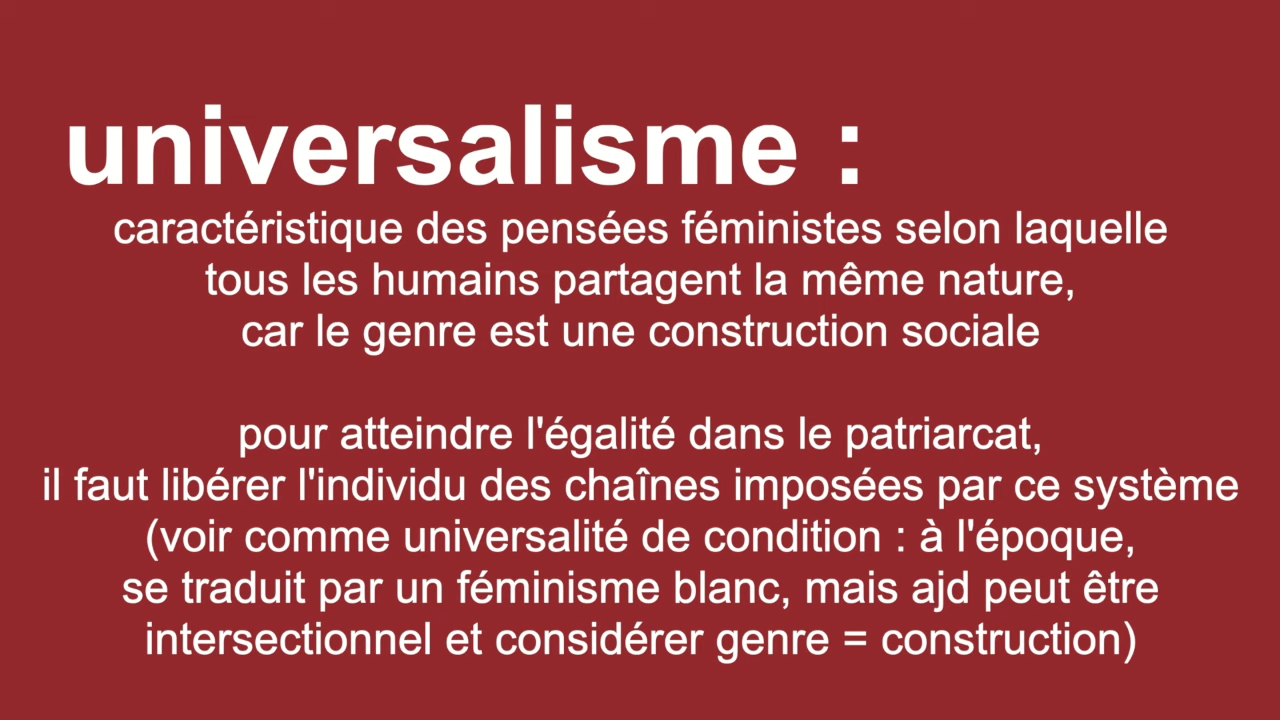 universalisme :
caractéristique des pensées féministes selon laquelle
tous les humains partagent la même nature,
car le genre est une construction sociale
pour atteindre l'égalité dans le patriarcat,
il faut libérer l'individu des chaînes imposées par ce système
(voir comme universalité de condition : à l'époque,
se traduit par un féminisme blanc, mais ajd peut être
intersectionnel et considérer genre = construction)